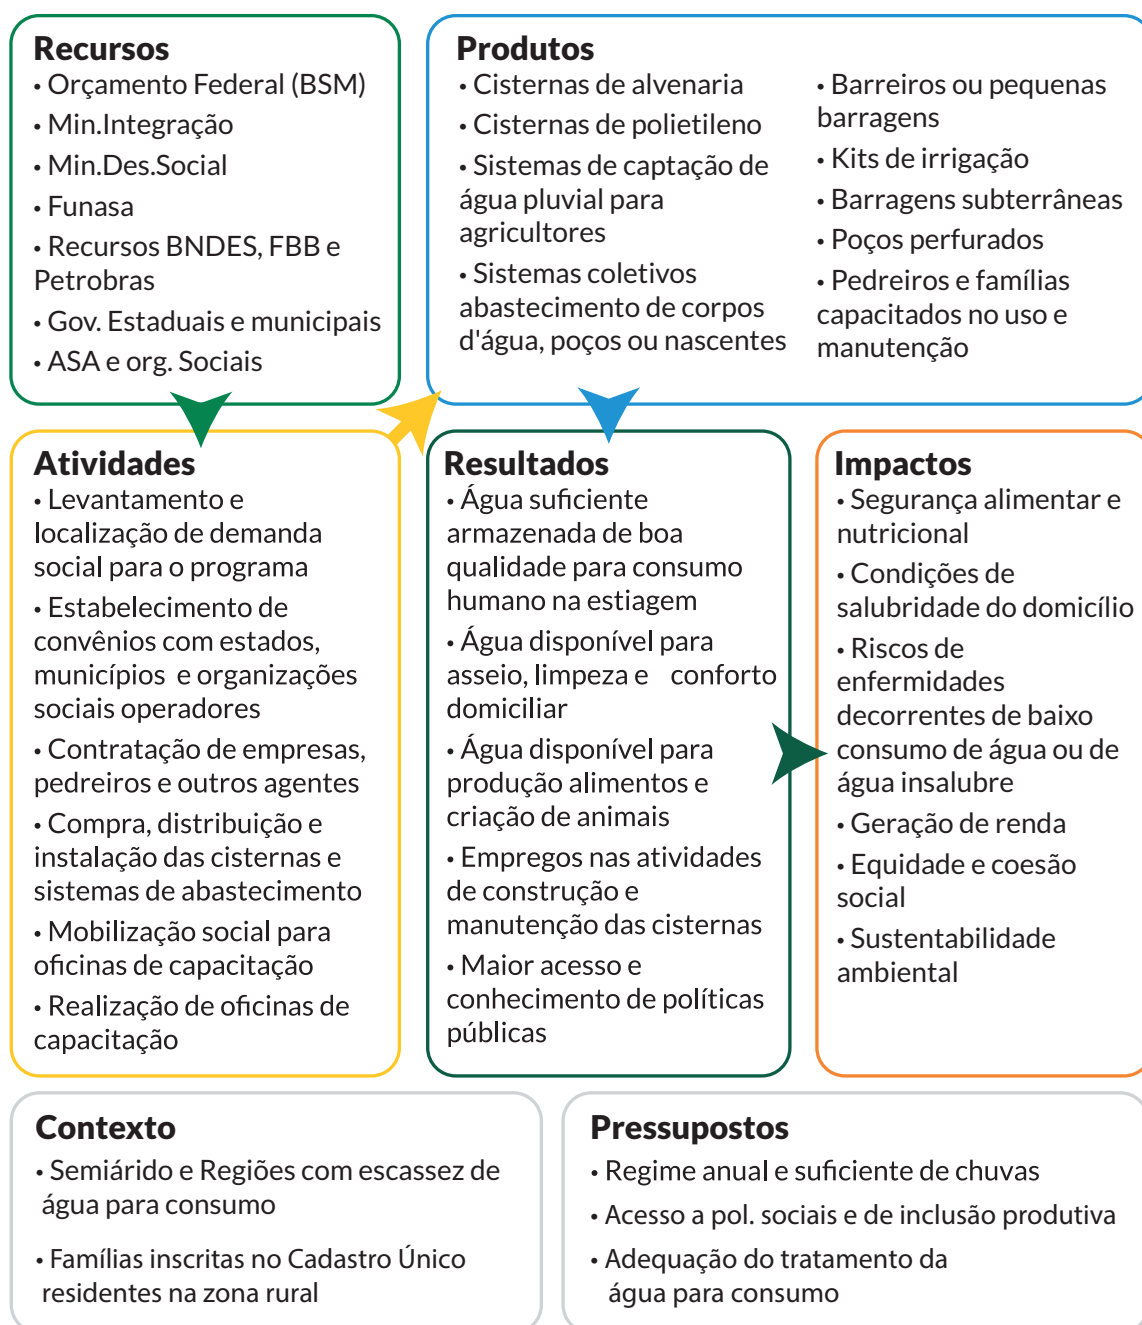 Recursos
• Orçamento Federal (BSM)
• Min.Integração
• Min.Des.Social
• Funasa
• Recursos BNDES, FBB e
Petrobras
• Gov. Estaduais e municipais
• ASA e org. Sociais
Produtos
• Cisternas de alvenaria
• Cisternas de polietileno
• Sistemas de captação de
água pluvial para
agricultores
• Sistemas coletivos
abastecimento de corpos
d'água, poços ou nascentes
• Barreiros ou pequenas
barragens
• Kits de irrigação
• Barragens subterrâneas
• Poços perfurados
• Pedreiros e famílias
capacitados no uso e
manutenção
Atividades
• Levantamento e
localização de demanda
social para o programa
• Estabelecimento de
convênios com estados,
municípios e organizações
sociais operadores
• Contratação de empresas,
pedreiros e outros agentes
• Compra, distribuição e
instalação das cisternas e
sistemas de abastecimento
• Mobilização social para
oficinas de capacitação
• Realização de oficinas de
capacitação
Resultados
• Água suficiente
armazenada de boa
qualidade para consumo
humano na estiagem
• Água disponível para
asseio, limpeza e conforto
domiciliar
• Água disponível para
produção alimentos e
criação de animais
• Empregos nas atividades
de construção e
manutenção das cisternas
• Maior acesso e
conhecimento de políticas
públicas
Impactos
• Segurança alimentar e
nutricional
• Condições de
salubridade do domicílio
• Riscos de
enfermidades
decorrentes de baixo
consumo de água ou de
água insalubre
• Geração de renda
• Equidade e coesão
social
• Sustentabilidade
ambiental
Contexto
• Semiárido e Regiões com escassez de
água para consumo
• Famílias inscritas no Cadastro Único
residentes na zona rural
Pressupostos
• Regime anual e suficiente de chuvas
• Acesso a pol. sociais e de inclusão produtiva
• Adequação do tratamento da
água para consumo